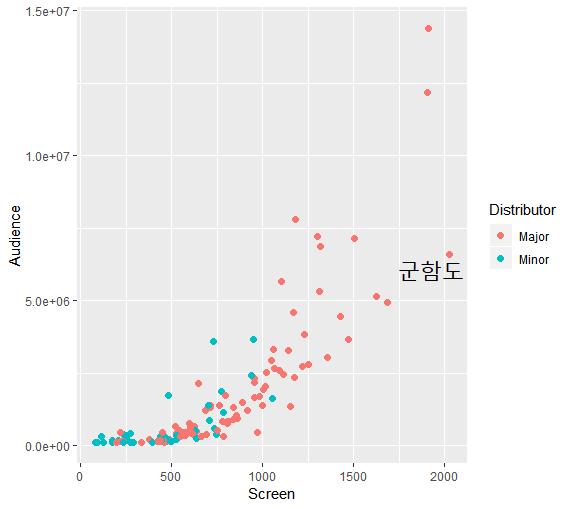 1.5e+07
1.0e+07
5.0e+06
0.0e+00
Audience
군함도
0 500 1000 1500 2000
Screen
Distributor
Major
Minor